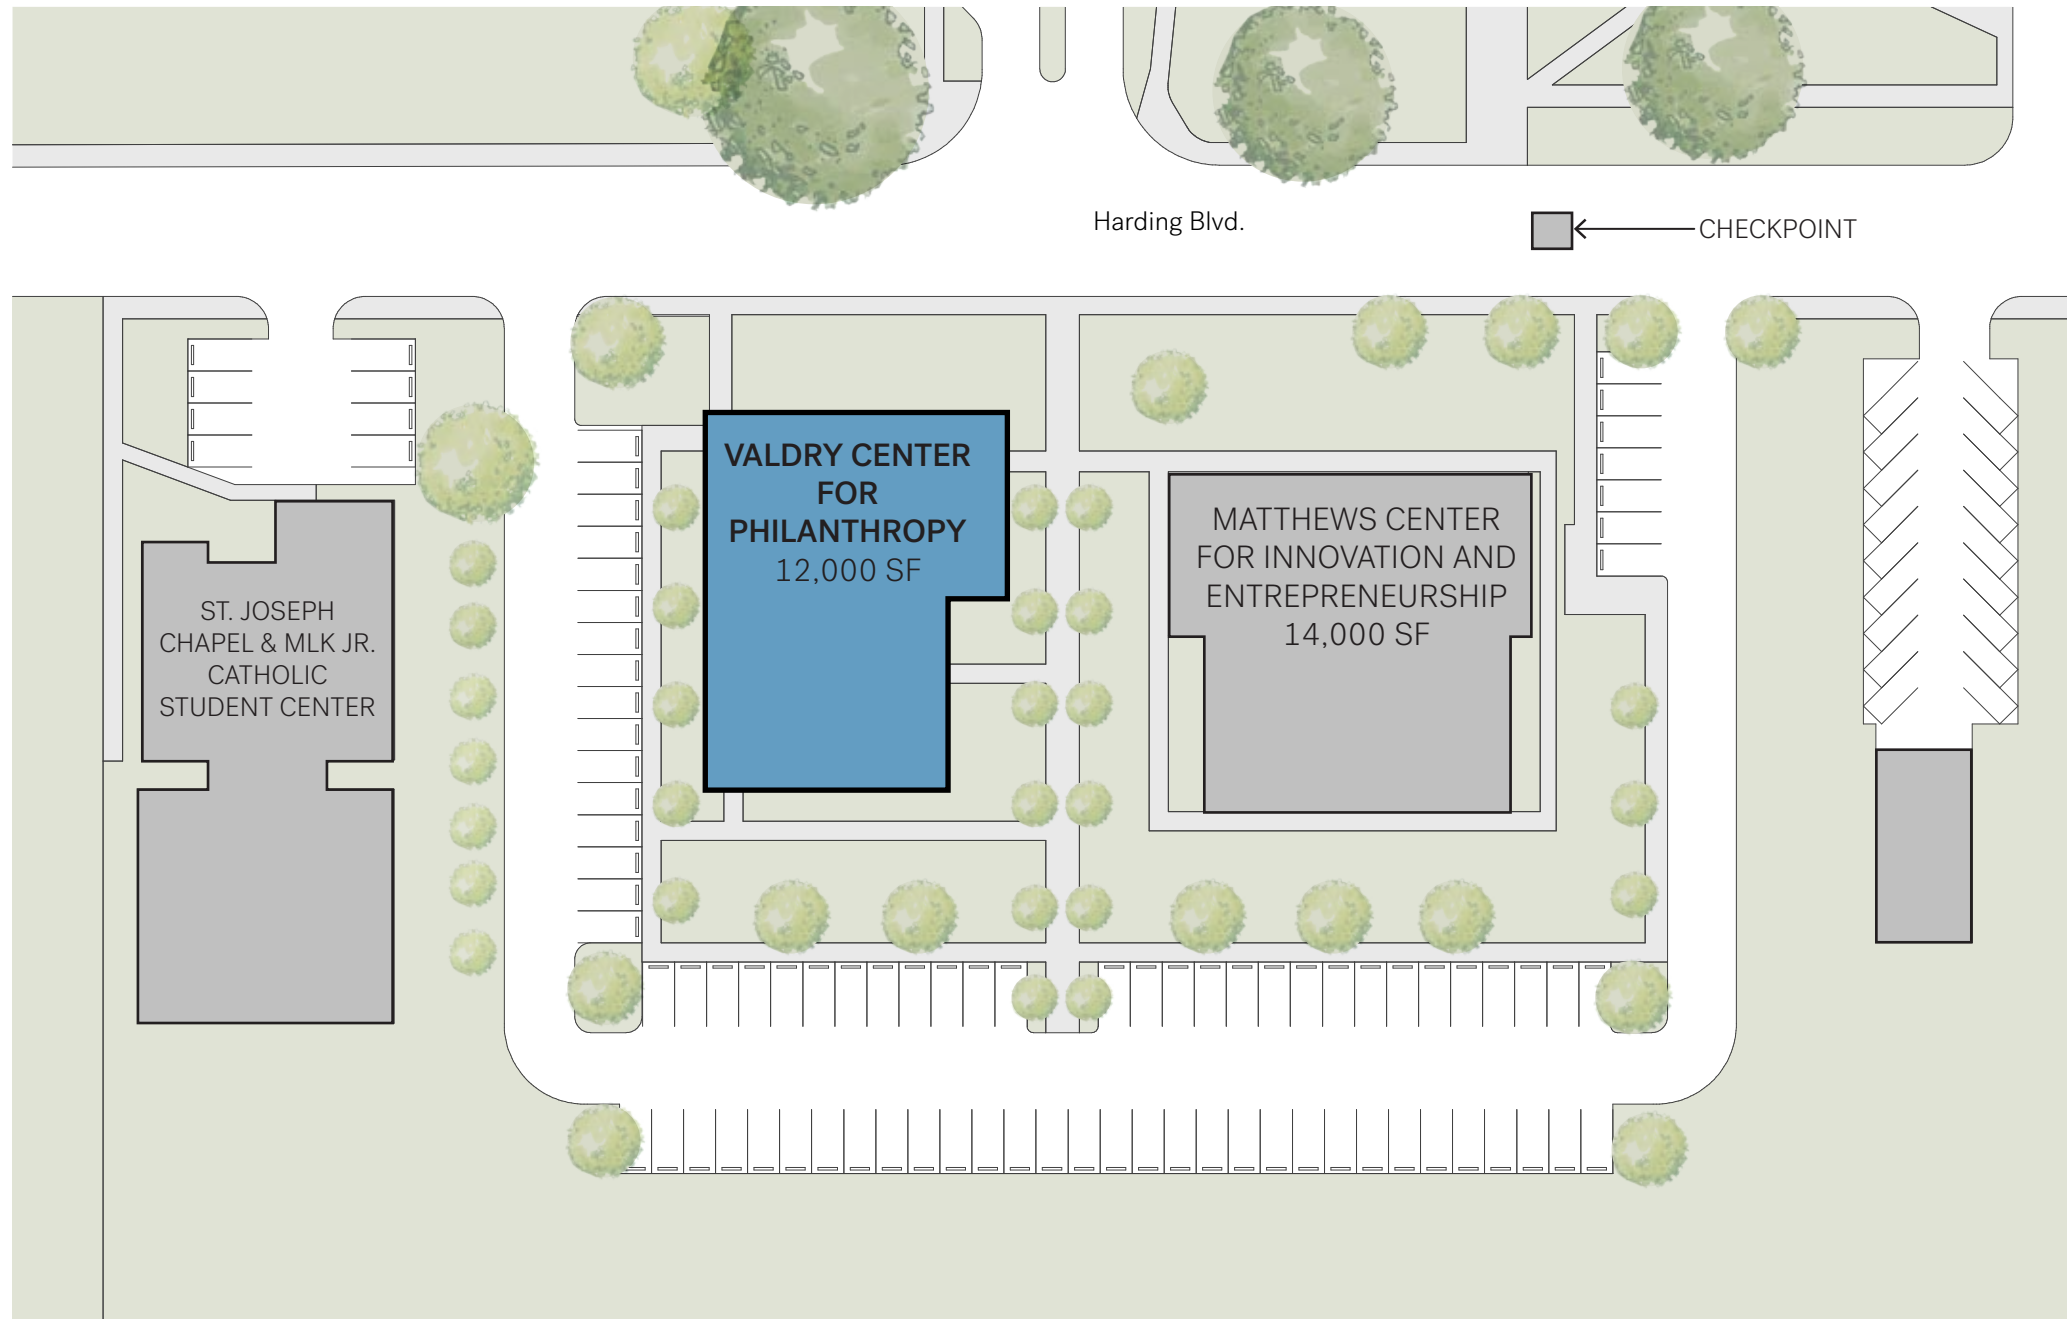 Harding Blvd.
CHECKPOINT
VALDRY CENTER
FOR
PHILANTHROPY
12,000 SF
MATTHEWS CENTER
FOR INNOVATION AND
ENTREPRENEURSHIP
14,000 SF
ST. JOSEPH
CHAPEL & MLK JR.
CATHOLIC
STUDENT CENTER